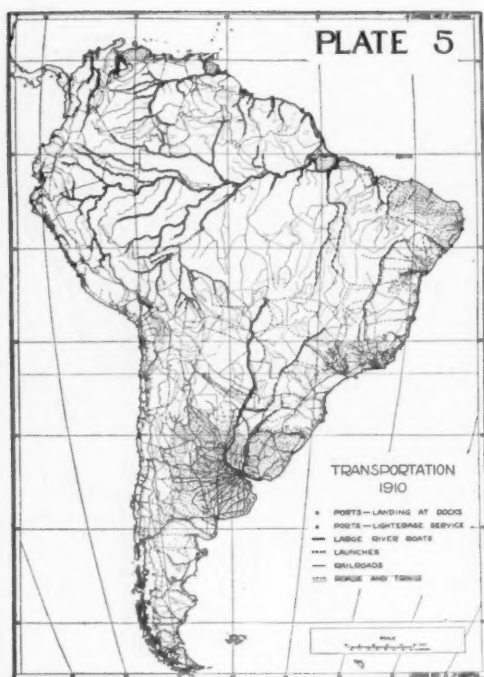 PLATE 5
TRANSPORTATION
1910
PORTS—LANDING AT DOCKS
PORTS—LIGHTERAGE SERVICE
LARGE RIVER BOATS
LAUNCHES
RAILROADS
ROADS AND TRAILS
SCALE